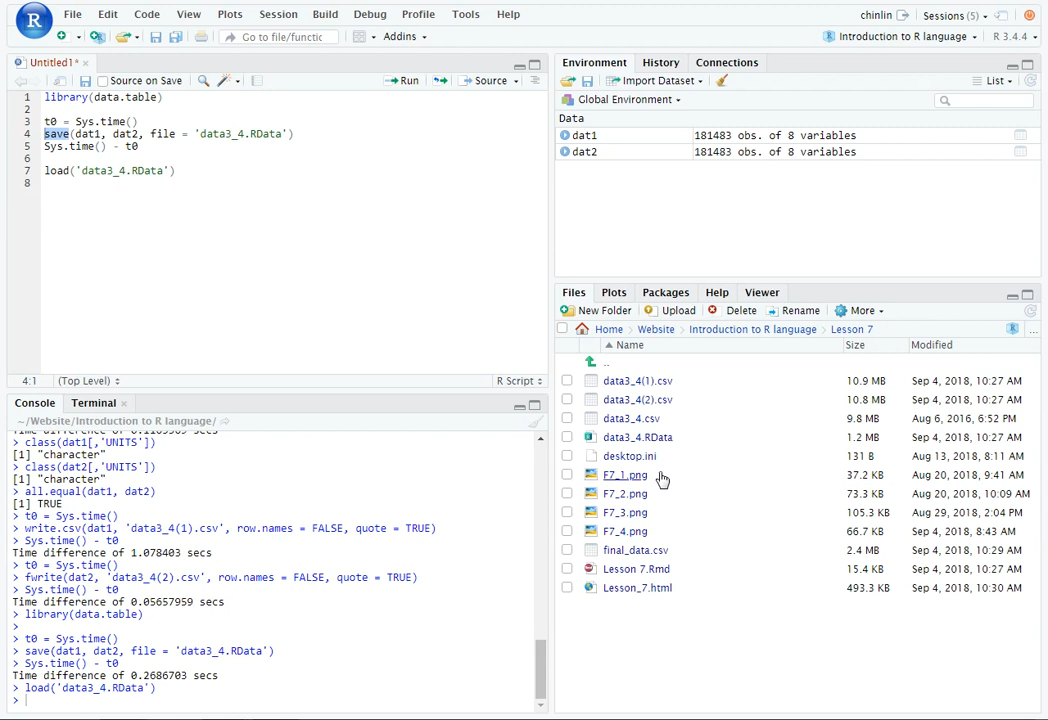 R File Edit Code View Plots Session Build Debug Profile Tools Help chinlin Sessions (5)
Go to file/functic Addins Introduction to R language R 3.4.4
Untitled1* ×
Source on Save Run Source
1 library(data.table)
2
3 t0 = Sys.time()
4 save(dat1, dat2, file = 'data3_4.RData')
5 Sys.time() - t0
6
7 load('data3_4.RData')
8
4:1 (Top Level) R Script
Console Terminal ×
~/Website/Introduction to R language/
> class(dat1[,'UNITS'])
[1] "character"
> class(dat2[,'UNITS'])
[1] "character"
> all.equal(dat1, dat2)
[1] TRUE
> t0 = Sys.time()
> write.csv(dat1, 'data3_4(1).csv', row.names = FALSE, quote = TRUE)
> Sys.time() - t0
Time difference of 1.078403 secs
> t0 = Sys.time()
> fwrite(dat2, 'data3_4(2).csv', row.names = FALSE, quote = TRUE)
> Sys.time() - t0
Time difference of 0.05657959 secs
> library(data.table)
>
> t0 = Sys.time()
> save(dat1, dat2, file = 'data3_4.RData')
> Sys.time() - t0
Time difference of 0.2686703 secs
> load('data3_4.RData')
>
Environment History Connections
Import Dataset List
Global Environment
Data
dat1 181483 obs. of 8 variables
dat2 181483 obs. of 8 variables
Files Plots Packages Help Viewer
New Folder Upload Delete Rename More
Home Website Introduction to R language Lesson 7 ...
Name Size Modified
..
data3_4(1).csv 10.9 MB Sep 4, 2018, 10:27 AM
data3_4(2).csv 10.8 MB Sep 4, 2018, 10:27 AM
data3_4.csv 9.8 MB Aug 6, 2016, 6:52 PM
data3_4.RData 1.2 MB Sep 4, 2018, 10:27 AM
desktop.ini 131 B Aug 13, 2018, 8:11 AM
F7_1.png 37.2 KB Aug 20, 2018, 9:41 AM
F7_2.png 73.3 KB Aug 20, 2018, 10:09 AM
F7_3.png 105.3 KB Aug 29, 2018, 2:04 PM
F7_4.png 66.7 KB Sep 4, 2018, 8:43 AM
final_data.csv 2.4 MB Sep 4, 2018, 10:29 AM
Lesson 7.Rmd 15.4 KB Sep 4, 2018, 10:27 AM
Lesson_7.html 493.3 KB Sep 4, 2018, 10:30 AM